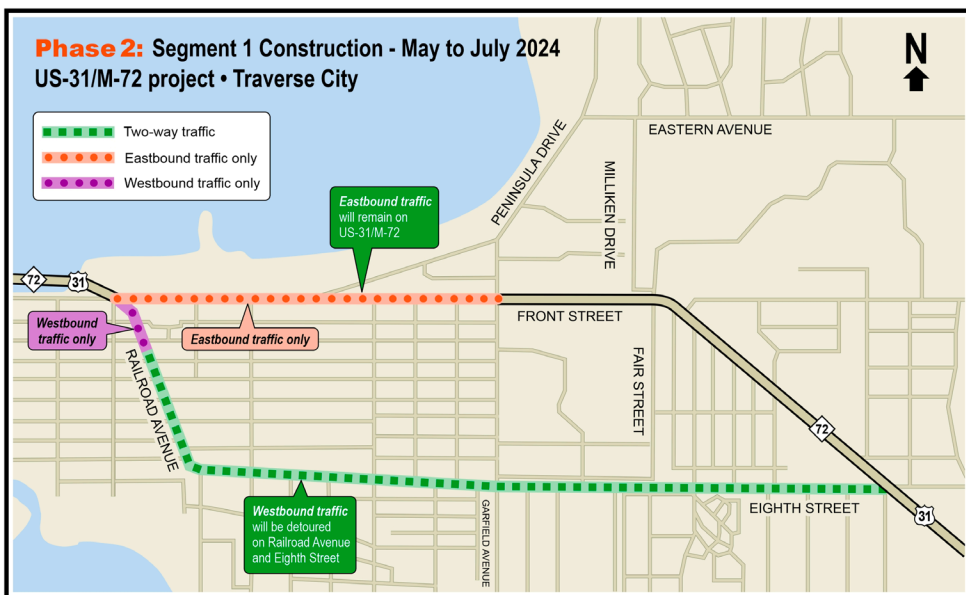 Phase 2: Segment 1 Construction - May to July 2024
US-31/M-72 project • Traverse City
N
Two-way traffic
Eastbound traffic only
Westbound traffic only
EASTERN AVENUE
PENINSULA DRIVE
MILLIKEN DRIVE
Eastbound traffic
will remain on
US-31/M-72
72
31
FRONT STREET
Westbound
traffic only
Eastbound traffic only
RAILROAD AVENUE
FAIR STREET
72
Westbound traffic
will be detoured
on Railroad Avenue
and Eighth Street
GARFIELD AVENUE
EIGHTH STREET
31